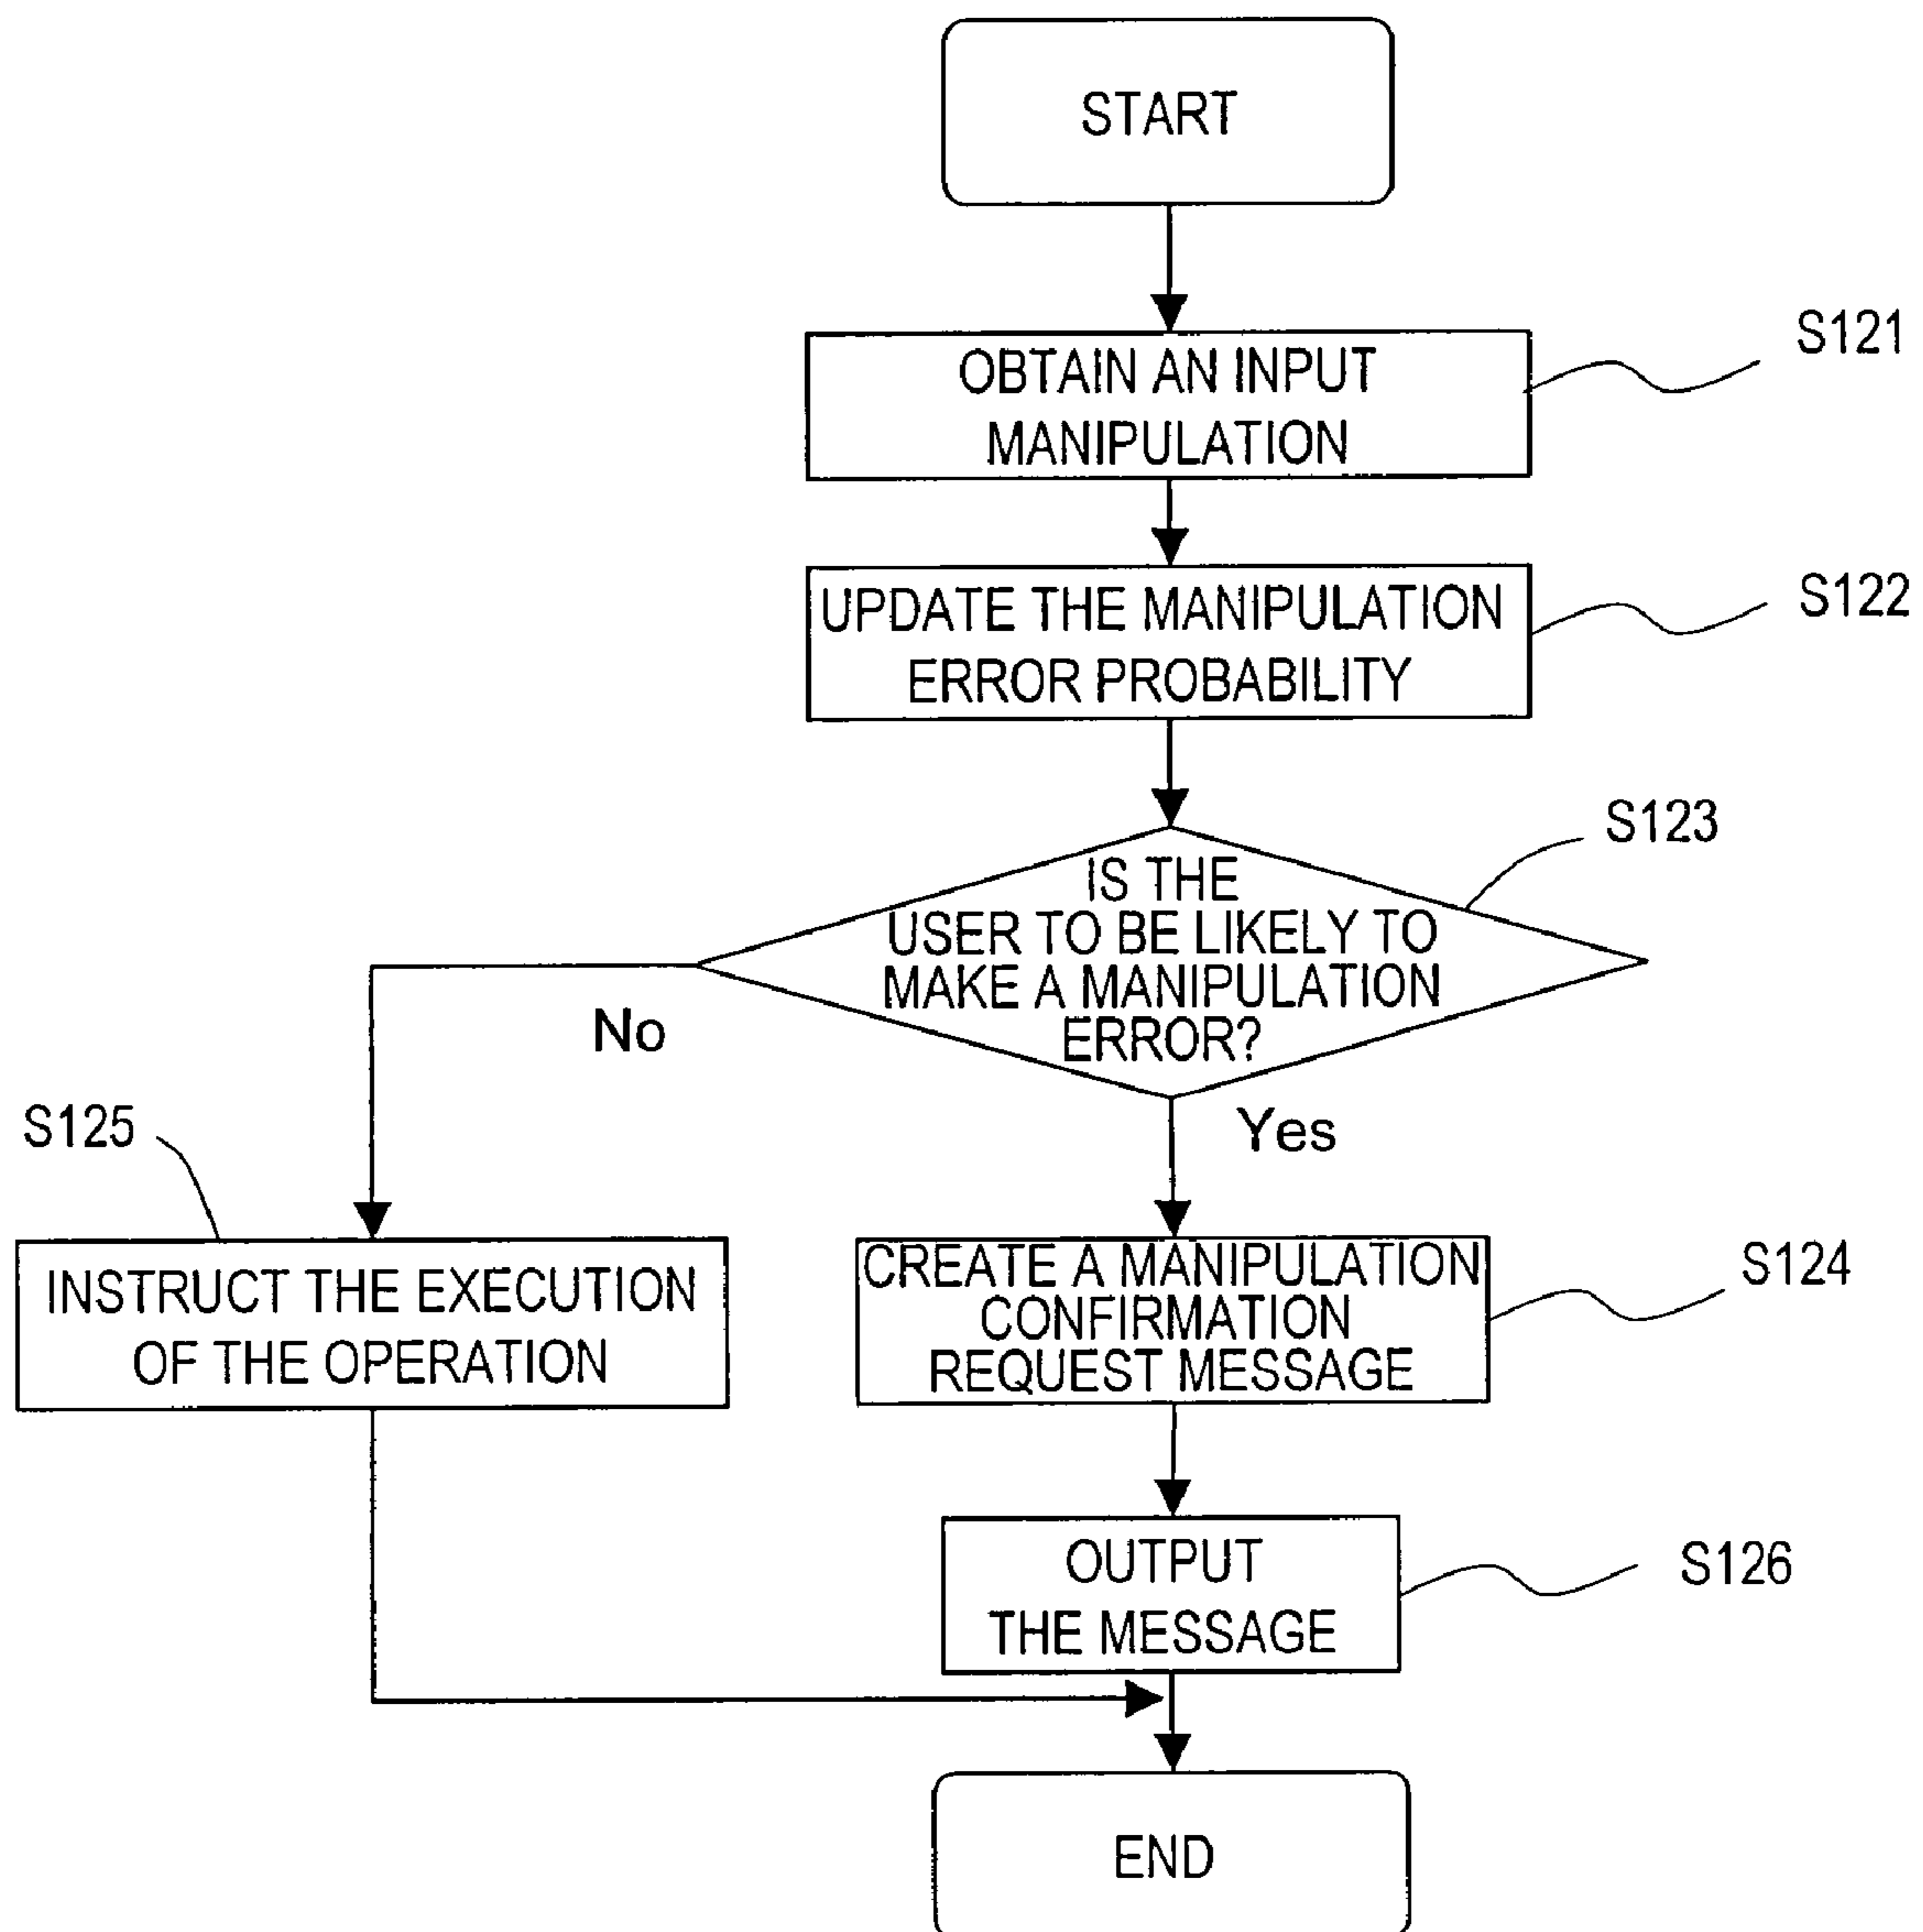 START
S121
OBTAIN AN INPUT
MANIPULATION
S122
UPDATE THE MANIPULATION
ERROR PROBABILITY
S123
IS THE
USER TO BE LIKELY TO
MAKE A MANIPULATION
ERROR?
No
Yes
S125
INSTRUCT THE EXECUTION
OF THE OPERATION
S124
CREATE A MANIPULATION
CONFIRMATION
REQUEST MESSAGE
S126
OUTPUT
THE MESSAGE
END